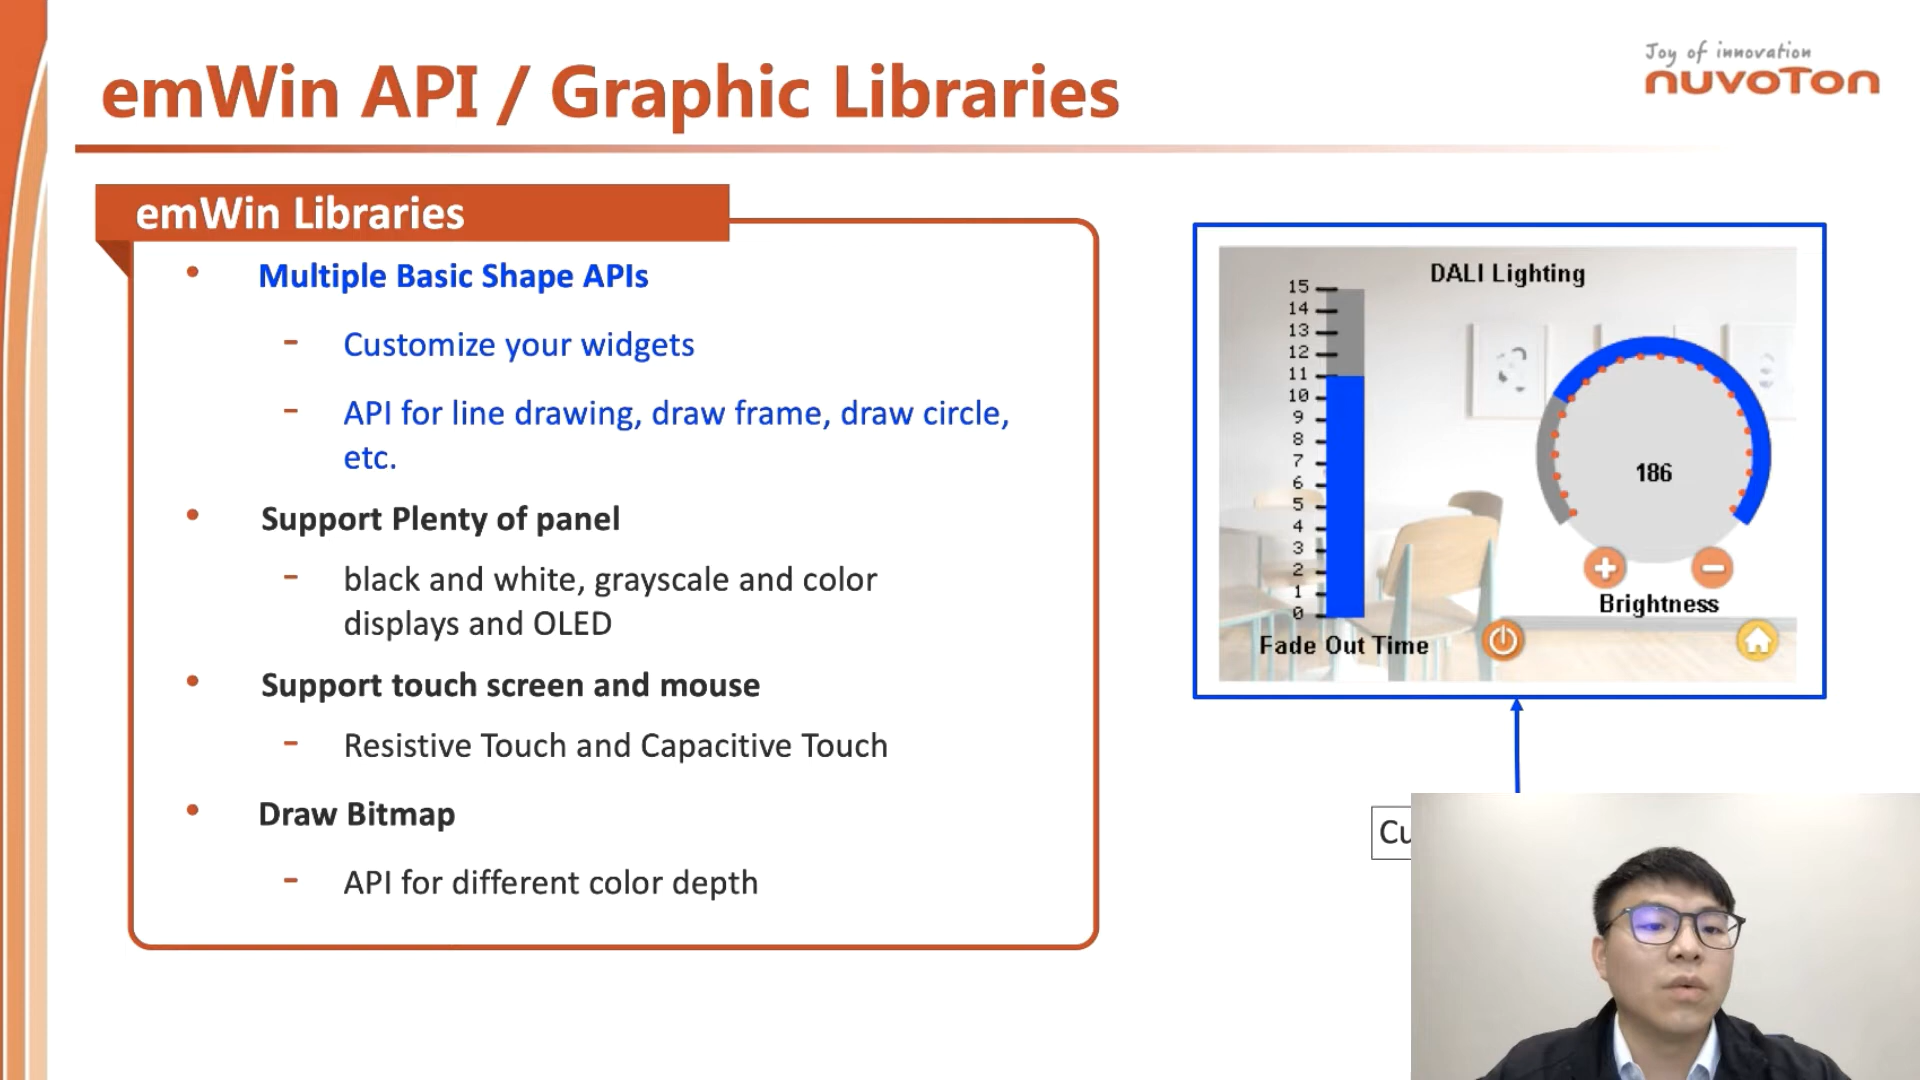 emWin API / Graphic Libraries
Joy of innovation
nuvoTon
emWin Libraries
• Multiple Basic Shape APIs
- Customize your widgets
- API for line drawing, draw frame, draw circle,
etc.
• Support Plenty of panel
- black and white, grayscale and color
displays and OLED
• Support touch screen and mouse
- Resistive Touch and Capacitive Touch
• Draw Bitmap
- API for different color depth
DALI Lighting
15
14
13
12
11
10
9
8
7
6
5
4
3
2
1
0
Fade Out Time
186
Brightness